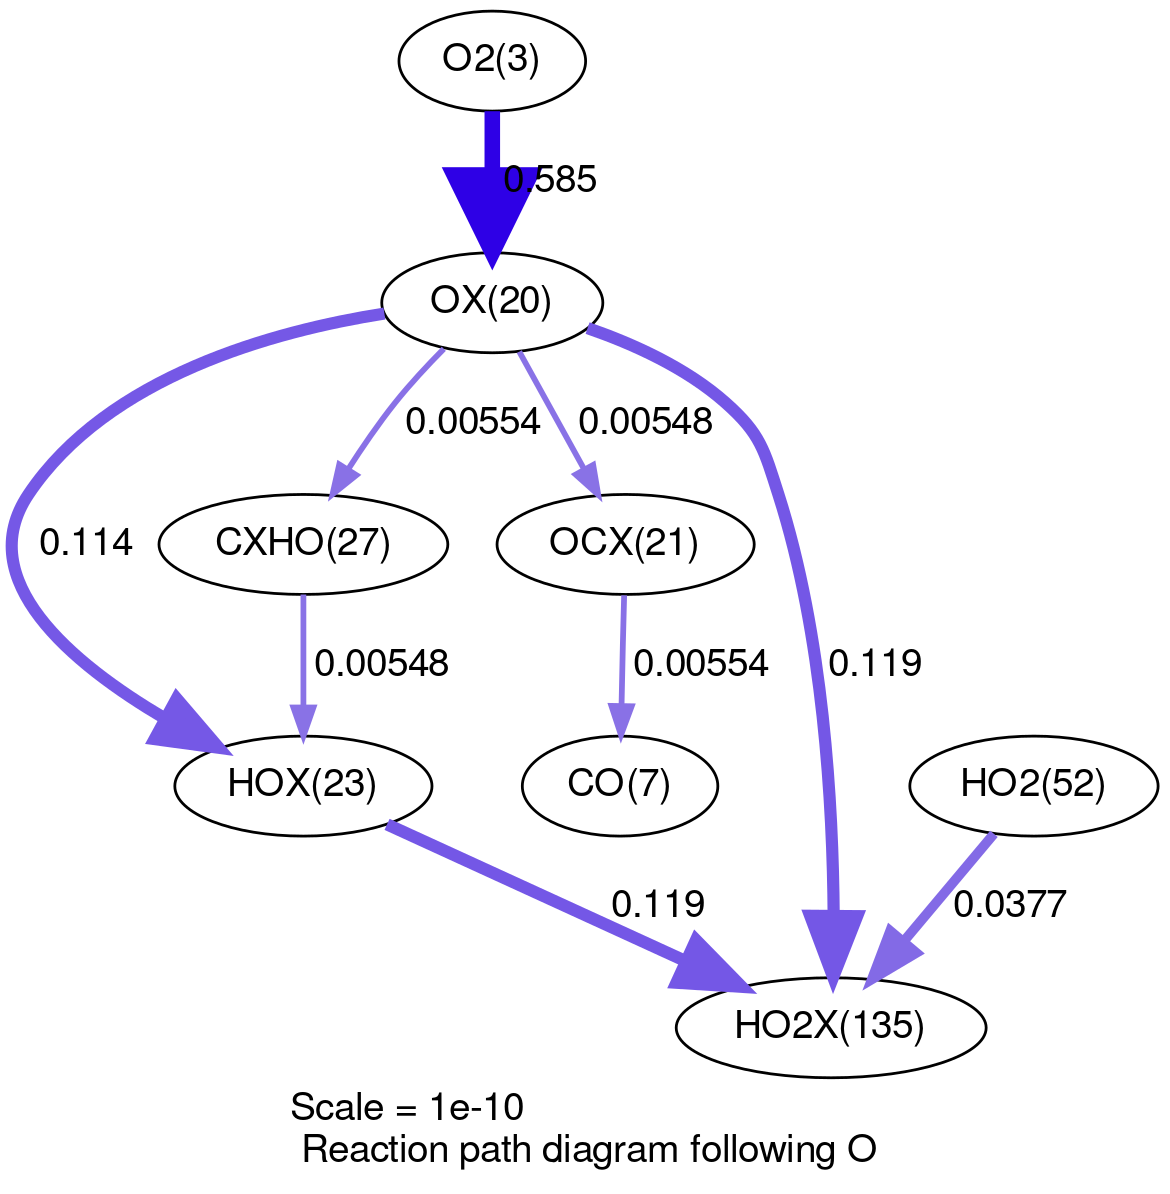 O2(3)
0.585
OX(20)
0.00554
0.00548
0.114
CXHO(27)
OCX(21)
0.00548
0.00554
0.119
HOX(23)
CO(7)
HO2(52)
0.119
0.0377
HO2X(135)
Scale = 1e-10
Reaction path diagram following O